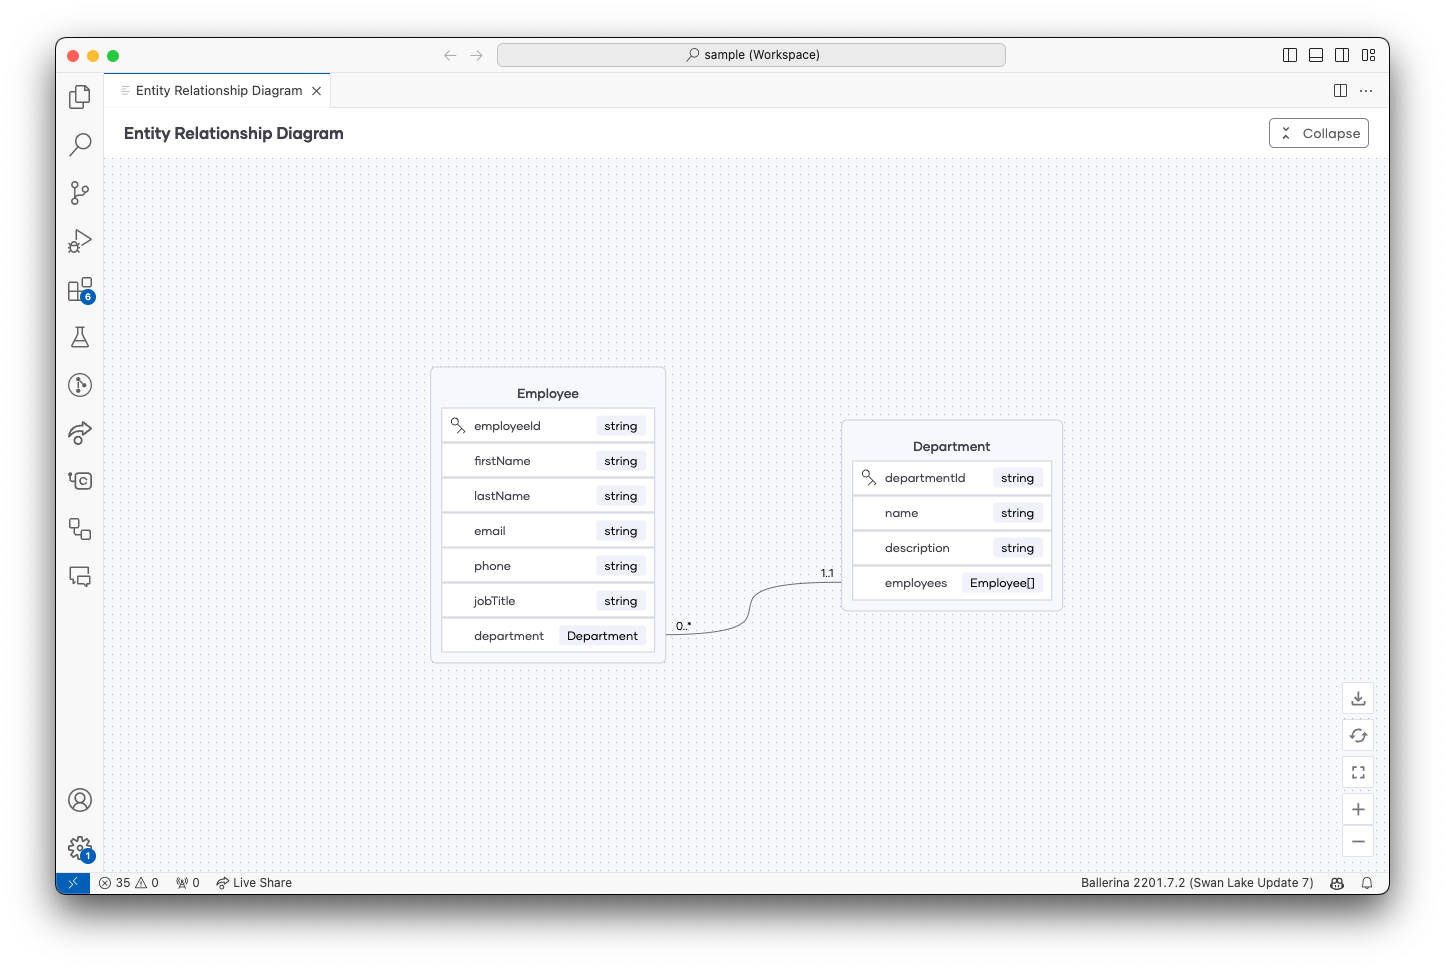 sample (Workspace)
Entity Relationship Diagram
Entity Relationship Diagram
Collapse
Employee
employeeId string
firstName string
lastName string
email string
phone string
jobTitle string
department Department
0..*
1..1
Department
departmentId string
name string
description string
employees Employee[]
6
1
35 0 0 Live Share
Ballerina 2201.7.2 (Swan Lake Update 7)